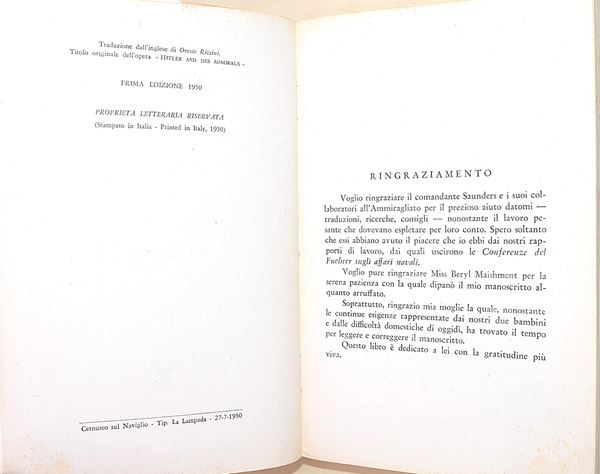 Traduzione dall'inglese di Oreste Rizzini.
Titolo originale dell'opera « HITLER AND HIS ADMIRALS »
PRIMA EDIZIONE 1950
PROPRIETÀ LETTERARIA RISERVATA
(Stampato in Italia - Printed in Italy, 1950)
Cernusco sul Naviglio - Tip. La Lampada - 27-7-1950
RINGRAZIAMENTO
Voglio ringraziare il comandante Saunders e i suoi col-
laboratori all'Ammiragliato per il prezioso aiuto datomi —
traduzioni, ricerche, consigli — nonostante il lavoro pe-
sante che dovevano espletare per loro conto. Spero soltanto
che essi abbiano avuto il piacere che io ebbi dai nostri rap-
porti di lavoro, dai quali uscirono le Conferenze del
Fuehrer sugli affari navali.
Voglio pure ringraziare Miss Beryl Maishment per la
serena pazienza con la quale dipanò il mio manoscritto al-
quanto arruffato.
Soprattutto, ringrazio mia moglie la quale, nonostante
le continue esigenze rappresentate dai nostri due bambini
e dalle difficoltà domestiche di oggidì, ha trovato il tempo
per leggere e correggere il manoscritto.
Questo libro è dedicato a lei con la gratitudine più
viva.